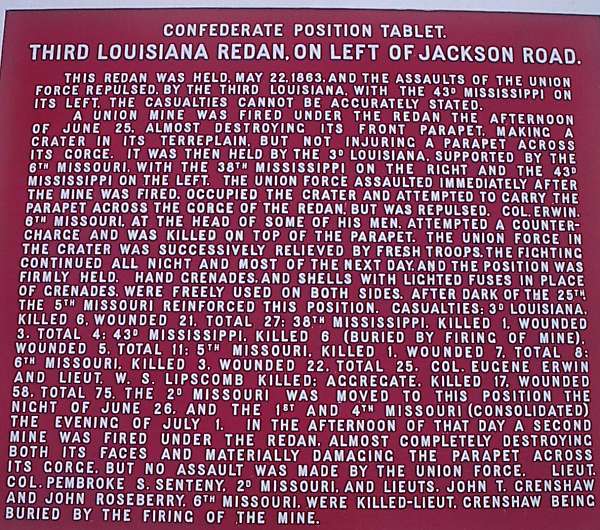 CONFEDERATE POSITION TABLET.
THIRD LOUISIANA REDAN, ON LEFT OF JACKSON ROAD.
THIS REDAN WAS HELD, MAY 22, 1863, AND THE ASSAULTS OF THE UNION
FORCE REPULSED, BY THE THIRD LOUISIANA, WITH THE 43D MISSISSIPPI ON
ITS LEFT. THE CASUALTIES CANNOT BE ACCURATELY STATED.
A UNION MINE WAS FIRED UNDER THE REDAN THE AFTERNOON
OF JUNE 25, ALMOST DESTROYING ITS FRONT PARAPET, MAKING A
CRATER IN ITS TERREPLEIN, BUT NOT INJURING A PARAPET ACROSS
ITS GORGE. IT WAS THEN HELD BY THE 3D LOUISIANA, SUPPORTED BY THE
6TH MISSOURI, WITH THE 38TH MISSISSIPPI ON THE RIGHT AND THE 43D
MISSISSIPPI ON THE LEFT. THE UNION FORCE ASSAULTED IMMEDIATELY AFTER
THE MINE WAS FIRED, OCCUPIED THE CRATER AND ATTEMPTED TO CARRY THE
PARAPET ACROSS THE GORGE OF THE REDAN, BUT WAS REPULSED. COL. ERWIN,
6TH MISSOURI, AT THE HEAD OF SOME OF HIS MEN, ATTEMPTED A COUNTER-
CHARGE AND WAS KILLED ON TOP OF THE PARAPET. THE UNION FORCE IN
THE CRATER WAS SUCCESSIVELY RELIEVED BY FRESH TROOPS, THE FIGHTING
CONTINUED ALL NIGHT AND MOST OF THE NEXT DAY, AND THE POSITION WAS
FIRMLY HELD. HAND GRENADES, AND SHELLS WITH LIGHTED FUSES IN PLACE
OF GRENADES, WERE FREELY USED ON BOTH SIDES. AFTER DARK OF THE 25TH,
THE 5TH MISSOURI REINFORCED THIS POSITION. CASUALTIES: 3D LOUISIANA,
KILLED 6, WOUNDED 21, TOTAL 27; 38TH MISSISSIPPI, KILLED 1, WOUNDED
3, TOTAL 4; 43D MISSISSIPPI, KILLED 6 (BURIED BY FIRING OF MINE),
WOUNDED 5, TOTAL 11; 5TH MISSOURI, KILLED 1, WOUNDED 7, TOTAL 8;
6TH MISSOURI, KILLED 3, WOUNDED 22, TOTAL 25. COL. EUGENE ERWIN
AND LIEUT. W. S. LIPSCOMB KILLED; AGGREGATE, KILLED 17, WOUNDED
58, TOTAL 75. THE 2D MISSOURI WAS MOVED TO THIS POSITION THE
NIGHT OF JUNE 26, AND THE 1ST AND 4TH MISSOURI (CONSOLIDATED)
THE EVENING OF JULY 1. IN THE AFTERNOON OF THAT DAY A SECOND
MINE WAS FIRED UNDER THE REDAN, ALMOST COMPLETELY DESTROYING
BOTH ITS FACES AND MATERIALLY DAMAGING THE PARAPET ACROSS
ITS GORGE, BUT NO ASSAULT WAS MADE BY THE UNION FORCE. LIEUT.
COL. PEMBROKE S. SENTENY, 2D MISSOURI, AND LIEUTS. JOHN T. CRENSHAW
AND JOHN ROSEBERRY, 6TH MISSOURI, WERE KILLED-LIEUT. CRENSHAW BEING
BURIED BY THE FIRING OF THE MINE.